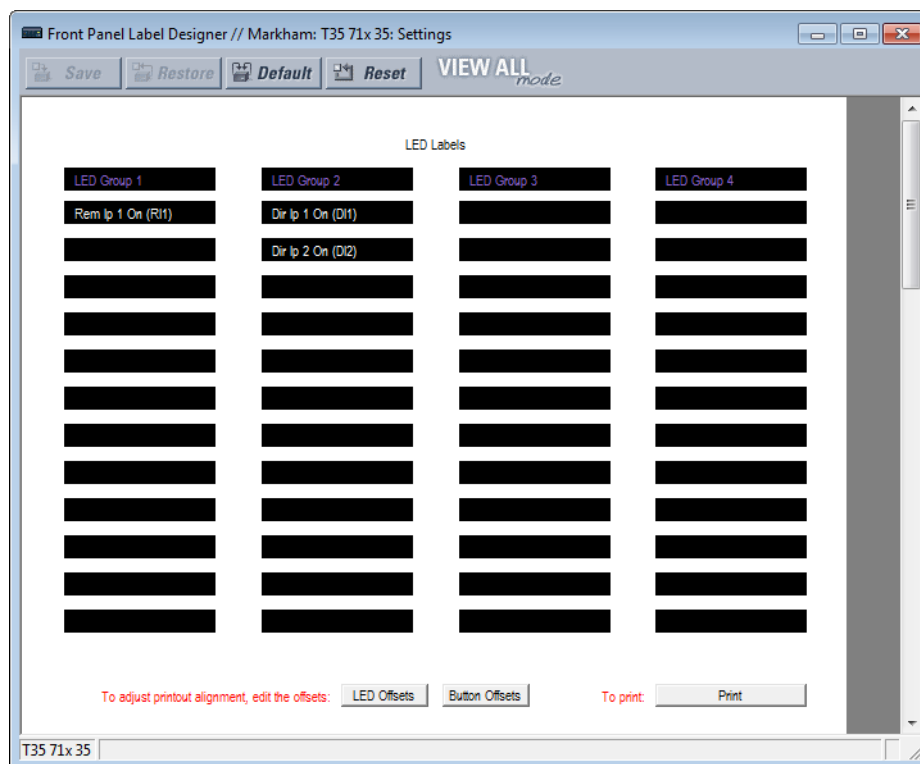 Front Panel Label Designer // Markham: T35 71x 35: Settings
Save Restore Default Reset VIEW ALL mode
LED Labels
LED Group 1 LED Group 2 LED Group 3 LED Group 4
Rem Ip 1 On (RI1) Dir Ip 1 On (DI1)
Dir Ip 2 On (DI2)
To adjust printout alignment, edit the offsets: LED Offsets Button Offsets To print: Print
T35 71x 35